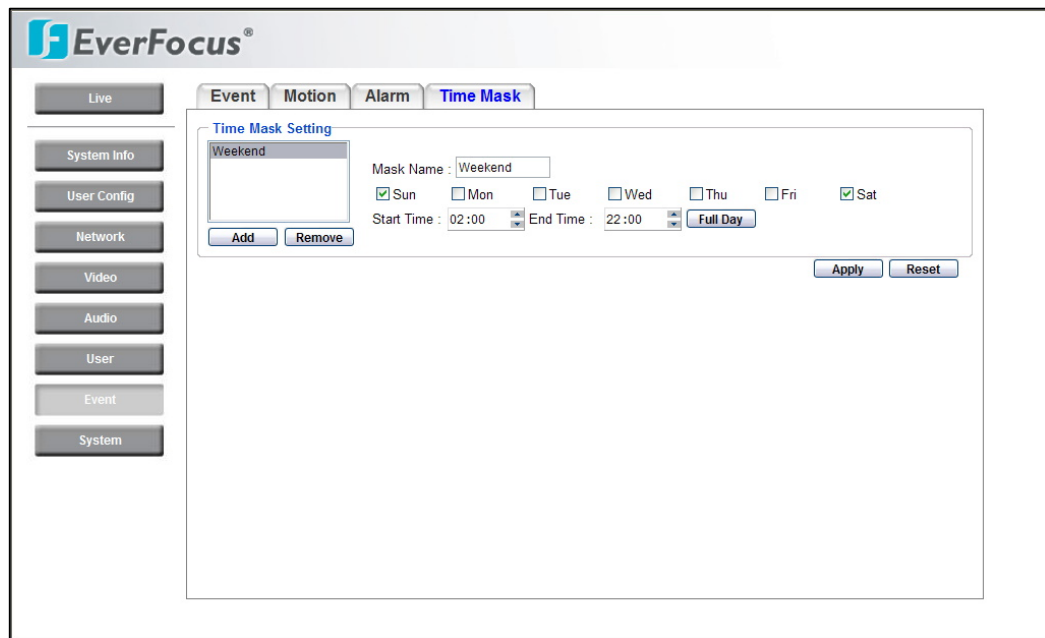 EverFocus®
Live
System Info
User Config
Network
Video
Audio
User
Event
System
Event Motion Alarm Time Mask
Time Mask Setting
Weekend
Add Remove
Mask Name : Weekend
Sun Mon Tue Wed Thu Fri Sat
Start Time : 02:00 End Time : 22:00 Full Day
Apply Reset